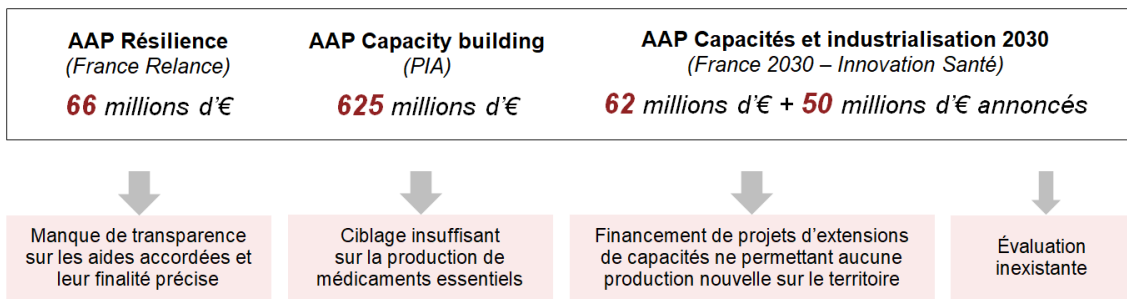 AAP Résilience
(France Relance)
66 millions d'€
AAP Capacity building
(PIA)
625 millions d'€
AAP Capacités et industrialisation 2030
(France 2030 – Innovation Santé)
62 millions d'€ + 50 millions d'€ annoncés
Manque de transparence
sur les aides accordées et
leur finalité précise
Ciblage insuffisant
sur la production de
médicaments essentiels
Financement de projets d'extensions
de capacités ne permettant aucune
production nouvelle sur le territoire
Évaluation
inexistante